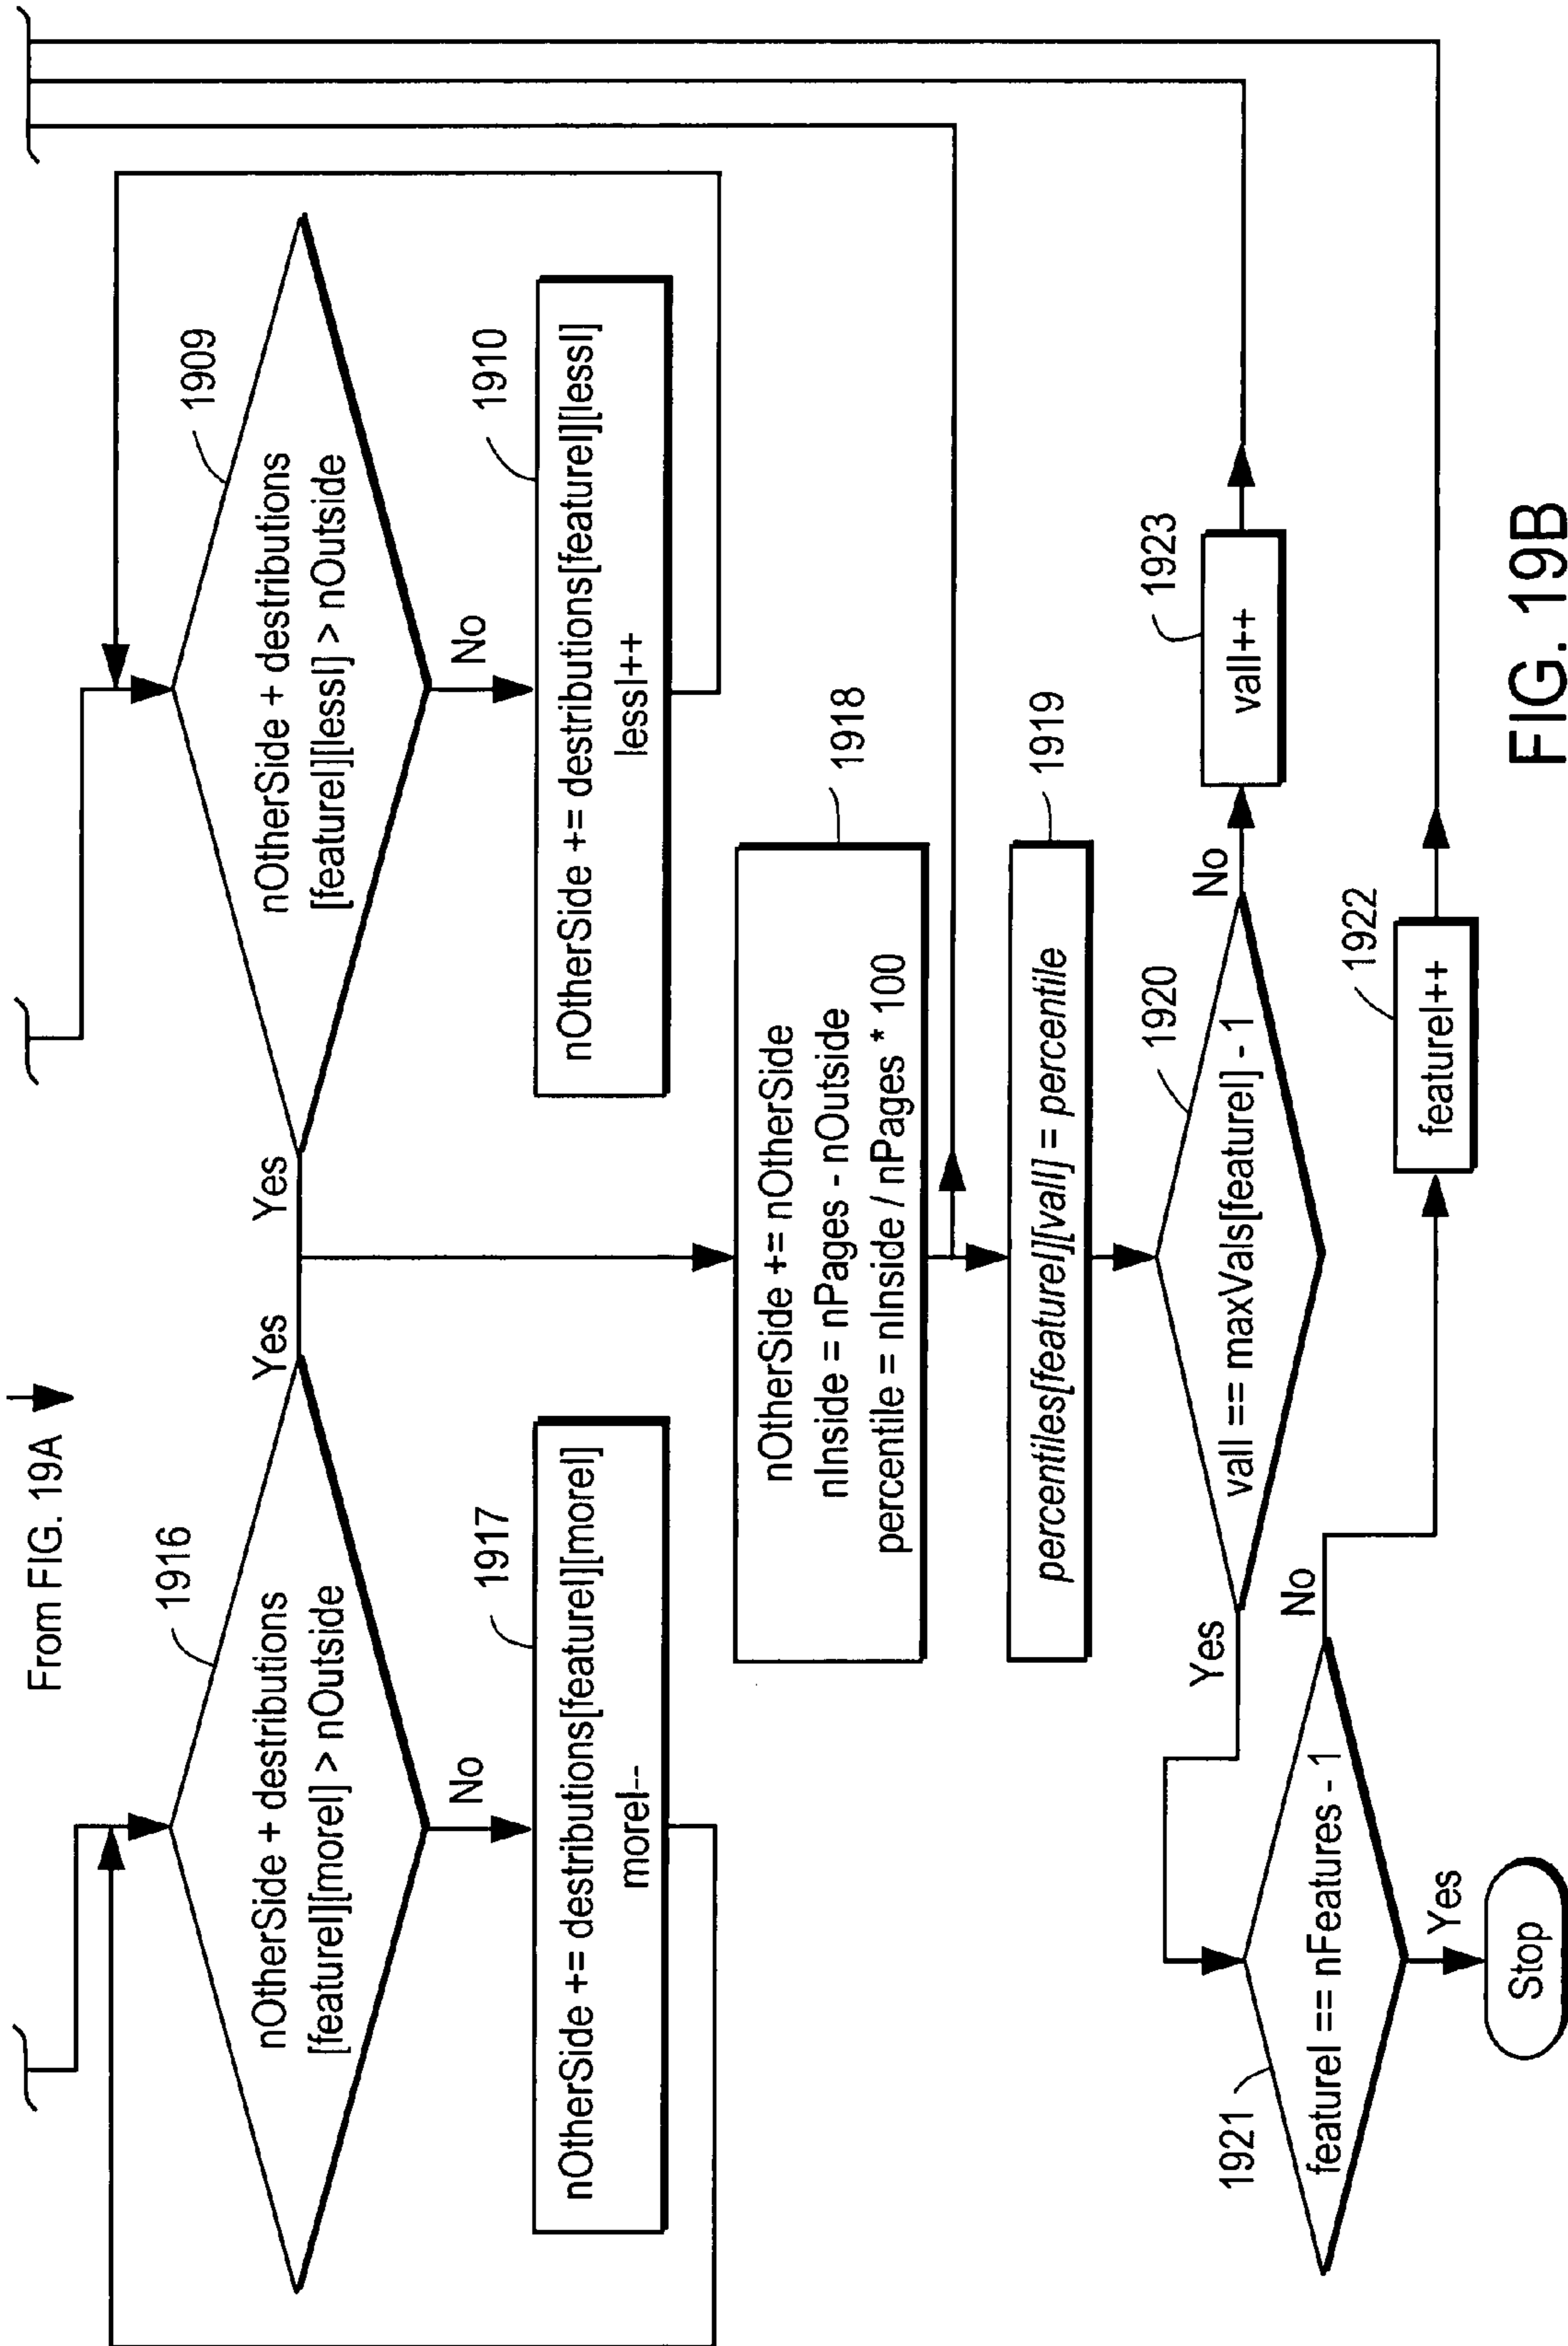 From FIG. 19A
1916
nOtherSide + destributions
[featureI][moreI] > nOutside
Yes
No
1917
nOtherSide += destributions[featureI][moreI]
moreI--
1909
nOtherSide + destributions
[featureI][lessI] > nOutside
Yes
No
1910
nOtherSide += destributions[featureI][lessI]
lessI++
1918
nOtherSide += nOtherSide
nInside = nPages - nOutside
percentile = nInside / nPages * 100
1919
percentiles[featureI][valI] = percentile
1920
valI == maxVals[featureI] - 1
Yes
No
1923
valI++
1921
featureI == nFeatures - 1
No
Yes
1922
featureI++
Stop
FIG. 19B